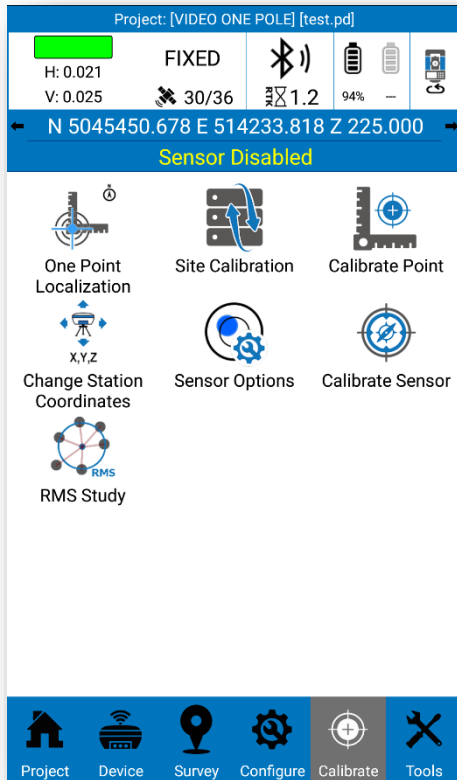 Project: [VIDEO ONE POLE] [test.pd]
H: 0.021
V: 0.025
FIXED
30/36
RTK 1.2
94%
--
N 5045450.678 E 514233.818 Z 225.000
Sensor Disabled
One Point
Localization
Site Calibration
Calibrate Point
X,Y,Z
Change Station
Coordinates
Sensor Options
Calibrate Sensor
RMS
RMS Study
Project
Device
Survey
Configure
Calibrate
Tools